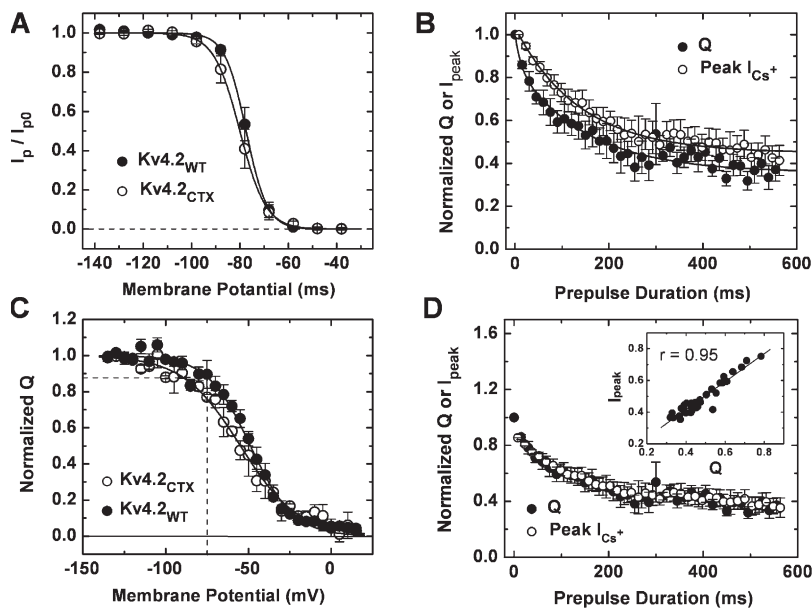 A
1.0
0.8
0.6
0.4
0.2
0.0
Ip / Ip0
Kv4.2WT
Kv4.2CTX
-140 -120 -100 -80 -60 -40
Membrane Potential (ms)
B
1.0
0.8
0.6
0.4
0.2
0.0
Normalized Q or Ipeak
Q
Peak ICs+
0 200 400 600
Prepulse Duration (ms)
C
1.2
1.0
0.8
0.6
0.4
0.2
0.0
Normalized Q
Kv4.2CTX
Kv4.2WT
-150 -100 -50 0
Membrane Potential (mV)
D
1.6
1.2
0.8
0.4
0.0
Normalized Q or Ipeak
Q
Peak ICs+
0 200 400 600
Prepulse Duration (ms)
r = 0.95
0.8
0.6
0.4
0.2
Ipeak
0.2 0.4 0.6 0.8
Q